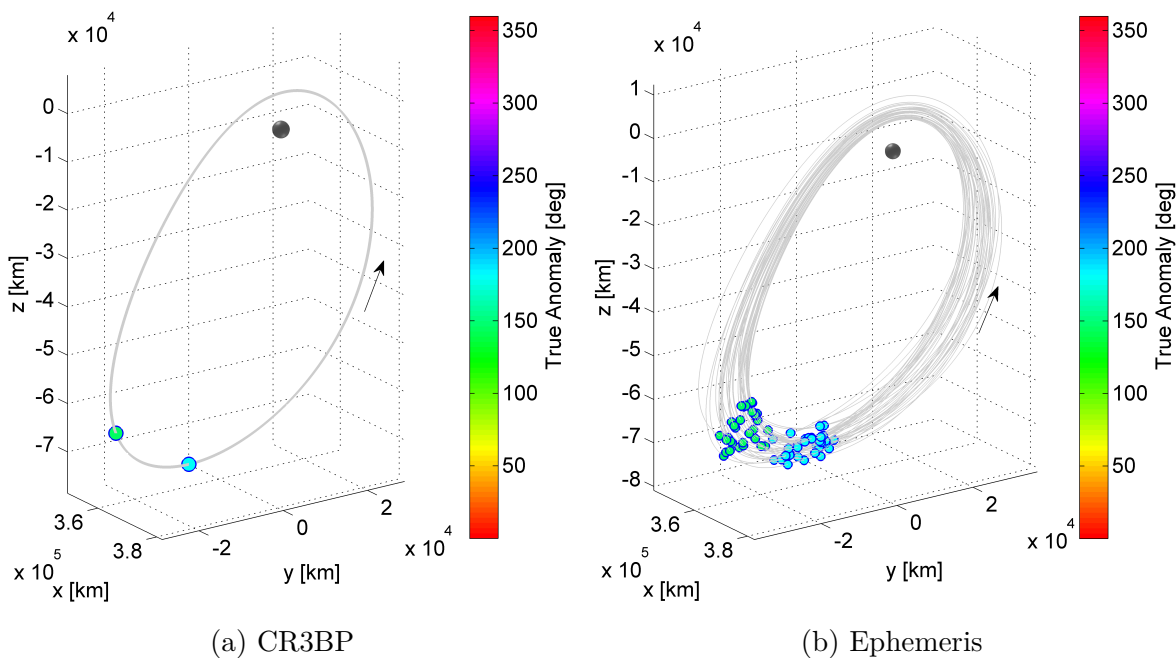 x 10^4
0
-1
-2
-3
-4
-5
-6
-7
z [km]
3.6
3.8
x 10^5
x [km]
-2
0
2
x 10^4
y [km]
350
300
250
200
150
100
50
True Anomaly [deg]
(a) CR3BP
x 10^4
1
0
-1
-2
-3
-4
-5
-6
-7
-8
z [km]
3.6
3.8
x 10^5
x [km]
-2
0
2
x 10^4
y [km]
350
300
250
200
150
100
50
True Anomaly [deg]
(b) Ephemeris